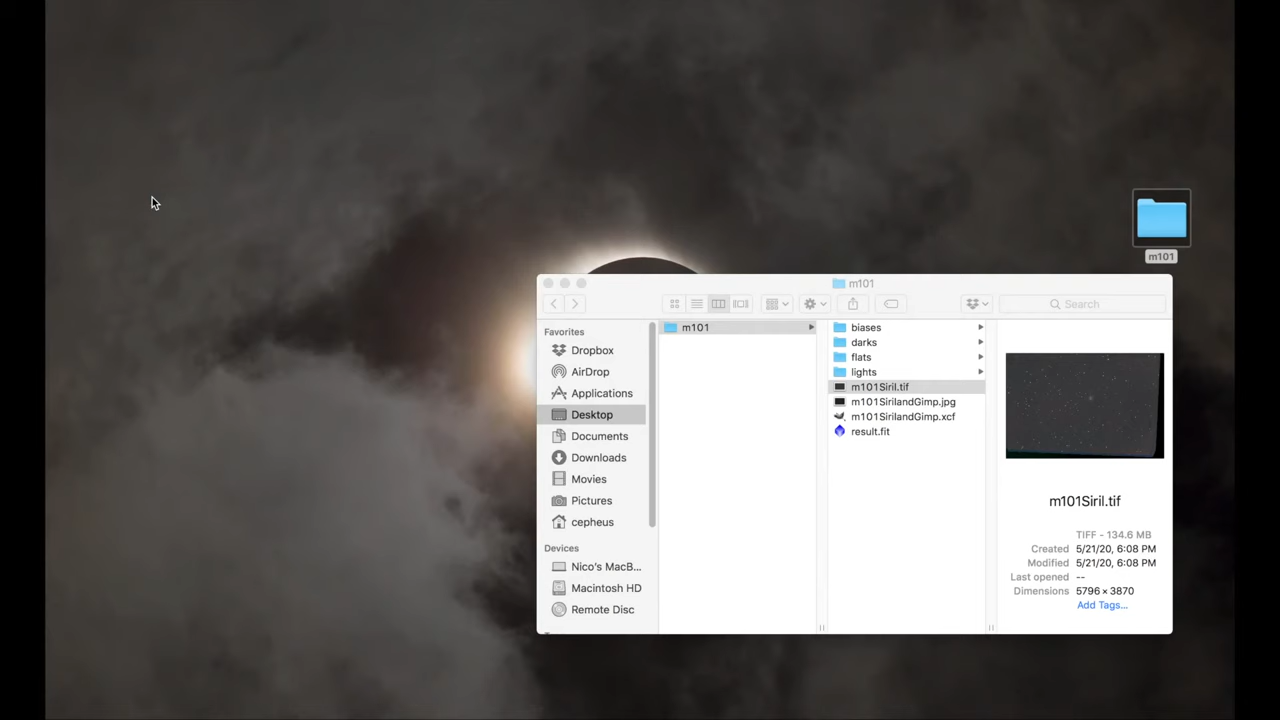 m101
m101
Search
Favorites
Dropbox
AirDrop
Applications
Desktop
Documents
Downloads
Movies
Pictures
cepheus
Devices
Nico's MacB...
Macintosh HD
Remote Disc
m101
biases
darks
flats
lights
m101Siril.tif
m101SirilandGimp.jpg
m101SirilandGimp.xcf
result.fit
m101Siril.tif
TIFF - 134.6 MB
Created 5/21/20, 6:08 PM
Modified 5/21/20, 6:08 PM
Last opened --
Dimensions 5796 × 3870
Add Tags...